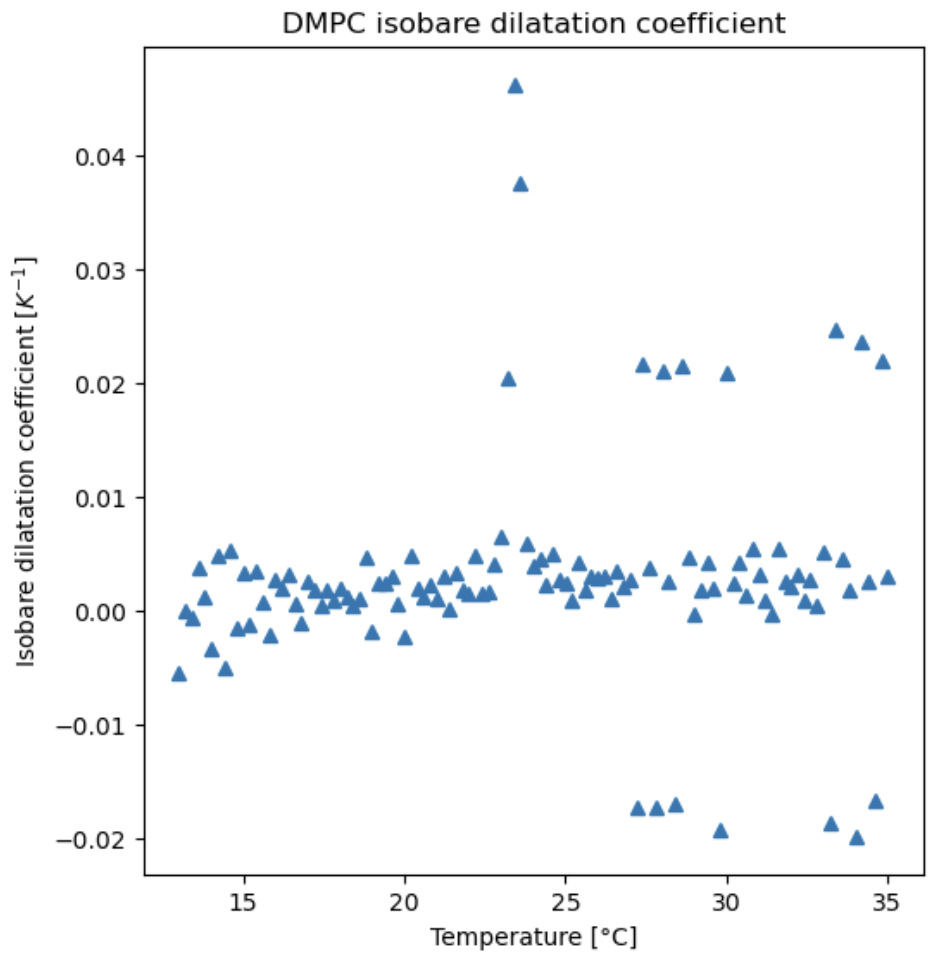 DMPC isobare dilatation coefficient
Isobare dilatation coefficient [K⁻¹]
0.04
0.03
0.02
0.01
0.00
−0.01
−0.02
15 20 25 30 35
Temperature [°C]